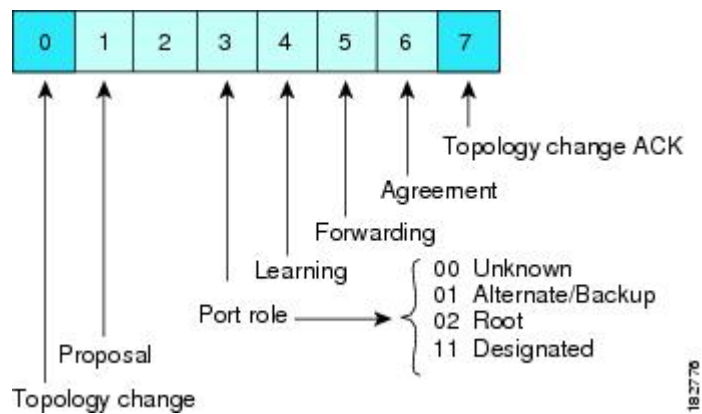 0 1 2 3 4 5 6 7
Topology change ACK
Agreement
Forwarding
Learning
Port role
00 Unknown
01 Alternate/Backup
02 Root
11 Designated
Proposal
Topology change
182776